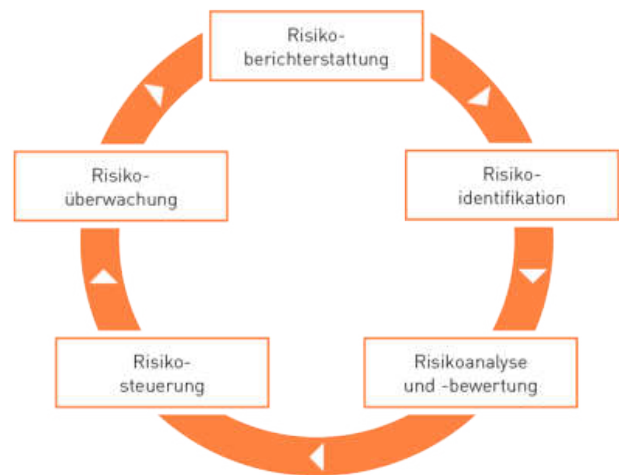 Risiko-
berichterstattung
Risiko-
identifikation
Risikoanalyse
und -bewertung
Risiko-
steuerung
Risiko-
überwachung